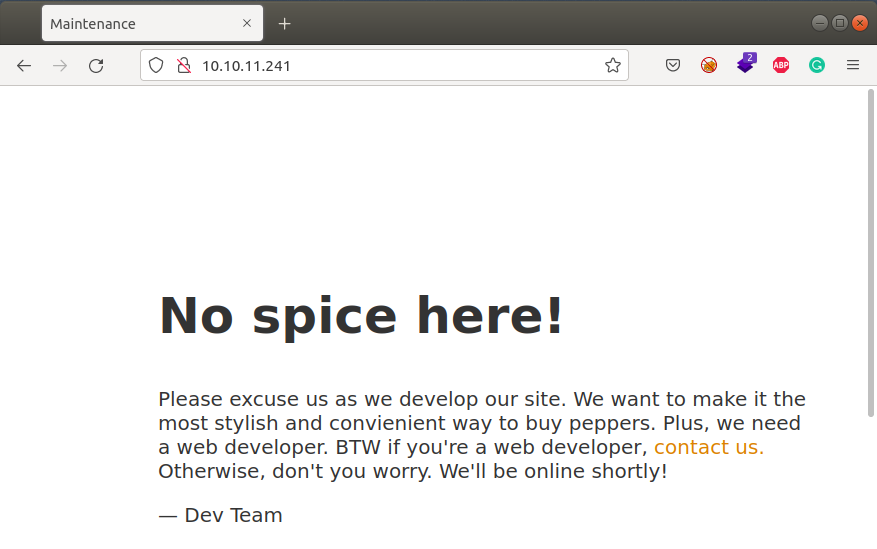 Maintenance
10.10.11.241
2
ABP
No spice here!
Please excuse us as we develop our site. We want to make it the
most stylish and convienient way to buy peppers. Plus, we need
a web developer. BTW if you're a web developer, contact us.
Otherwise, don't you worry. We'll be online shortly!
— Dev Team